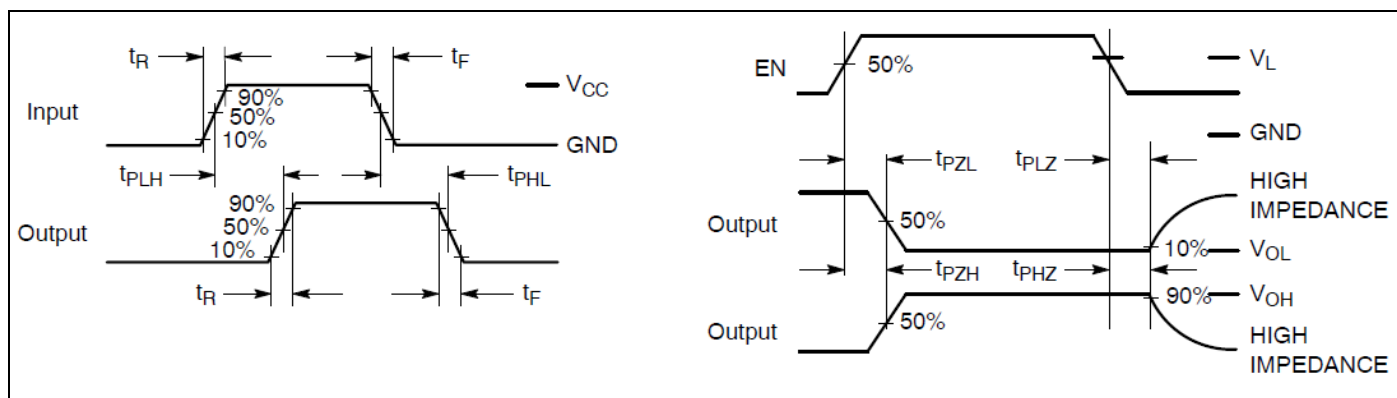 tR
tF
Input
90%
50%
10%
VCC
GND
tPLH
tPHL
Output
90%
50%
10%
tR
tF
EN
50%
VL
GND
tPZL
tPLZ
HIGH
IMPEDANCE
Output
50%
10%
VOL
tPZH
tPHZ
90%
VOH
Output
50%
HIGH
IMPEDANCE